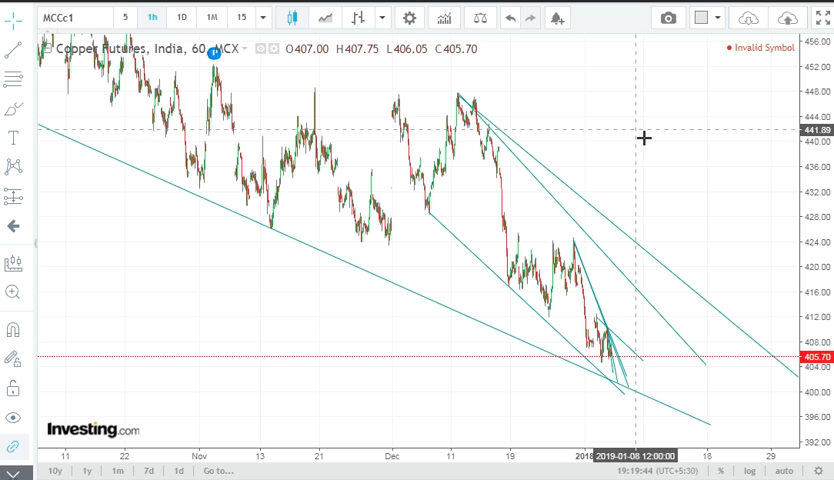 MCCc1 5 1h 1D 1M 15
Copper Futures, India, 60, MCX O407.00 H407.75 L406.05 C405.70
Invalid Symbol
P
456.00
452.00
448.00
444.00
441.89
440.00
436.00
432.00
428.00
424.00
420.00
416.00
412.00
408.00
405.70
404.00
400.00
396.00
392.00
Investing.com
11 22 Nov 13 21 Dec 11 19 2018 2019-01-08 12:00:00 18 29
10y 1y 1m 7d 1d Go to... 19:19:44 (UTC+5:30) % log auto